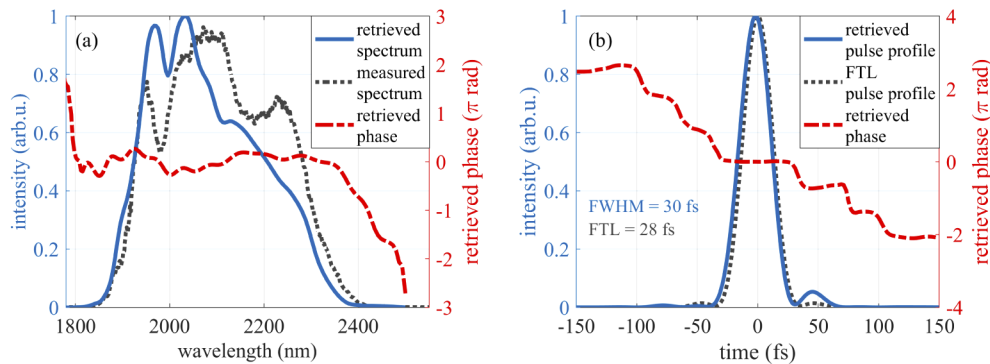 (a)
retrieved
spectrum
measured
spectrum
retrieved
phase
intensity (arb.u.)
1
0.8
0.6
0.4
0.2
0
retrieved phase (π rad)
3
2
1
0
-1
-2
-3
1800 2000 2200 2400
wavelength (nm)
(b)
retrieved
pulse profile
FTL
pulse profile
retrieved
phase
intensity (arb.u.)
1
0.8
0.6
0.4
0.2
0
FWHM = 30 fs
FTL = 28 fs
retrieved phase (π rad)
4
2
0
-2
-4
-150 -100 -50 0 50 100 150
time (fs)